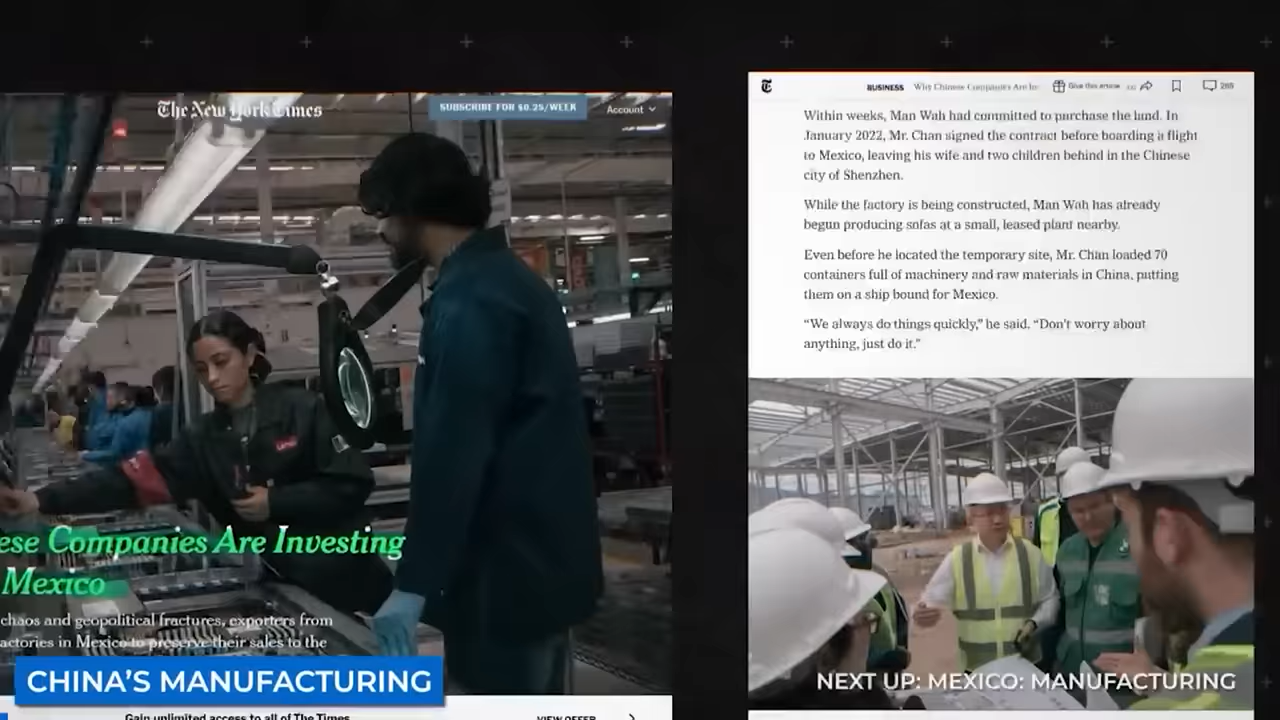 The New York Times
SUBSCRIBE FOR $0.25/WEEK
Account
ese Companies Are Investing
Mexico
chaos and geopolitical fractures, exporters from
actories in Mexico to preserve their sales to the
CHINA'S MANUFACTURING
Gain unlimited access to all of The Times.
VIEW OFFER
BUSINESS Why Chinese Companies Are In
Give this article
265
Within weeks, Man Wah had committed to purchase the land. In
January 2022, Mr. Chan signed the contract before boarding a flight
to Mexico, leaving his wife and two children behind in the Chinese
city of Shenzhen.
While the factory is being constructed, Man Wah has already
begun producing sofas at a small, leased plant nearby.
Even before he located the temporary site, Mr. Chan loaded 70
containers full of machinery and raw materials in China, putting
them on a ship bound for Mexico.
“We always do things quickly,” he said. “Don't worry about
anything, just do it.”
NEXT UP: MEXICO: MANUFACTURING